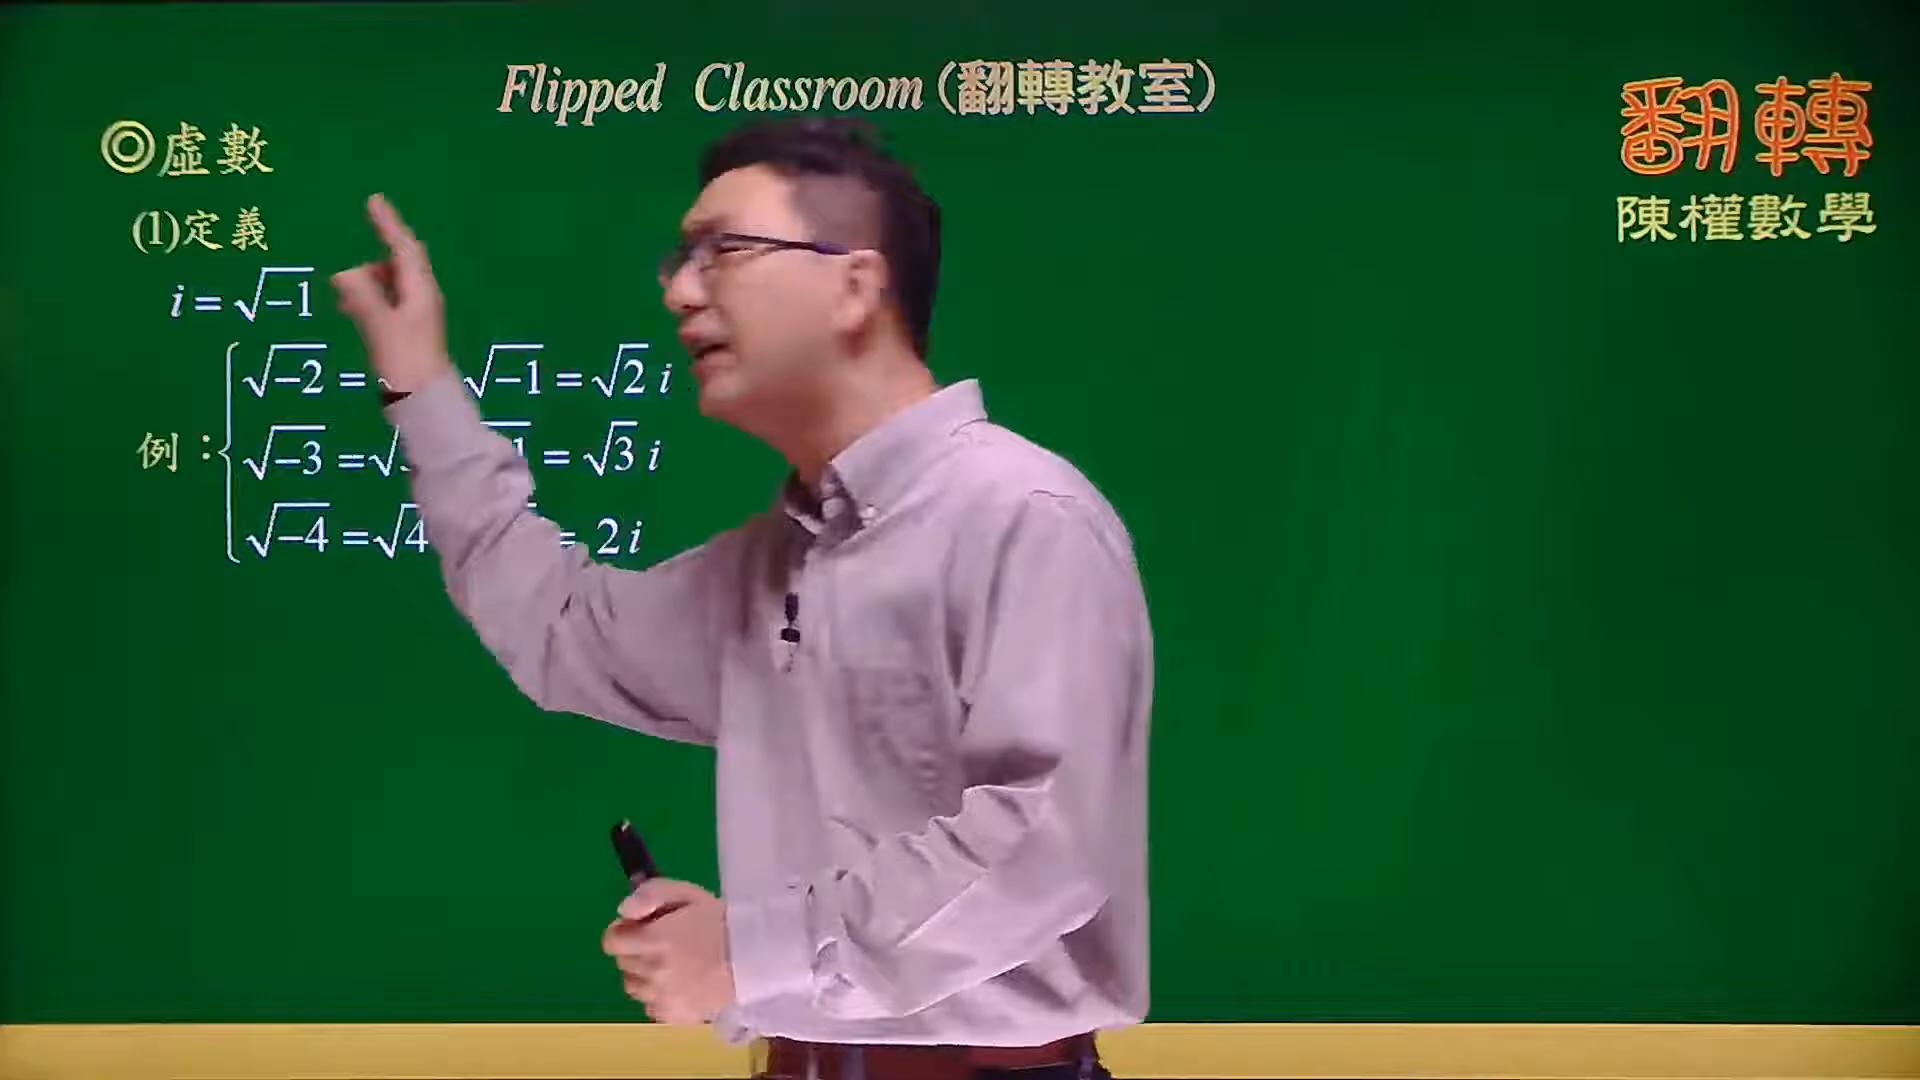 Flipped Classroom (翻轉教室)
翻轉
陳權數學
◎虛數
(1)定義
i = √-1
例：
√-2 = √-1 = √2 i
√-3 = √ = √3 i
√-4 = √4 = 2i